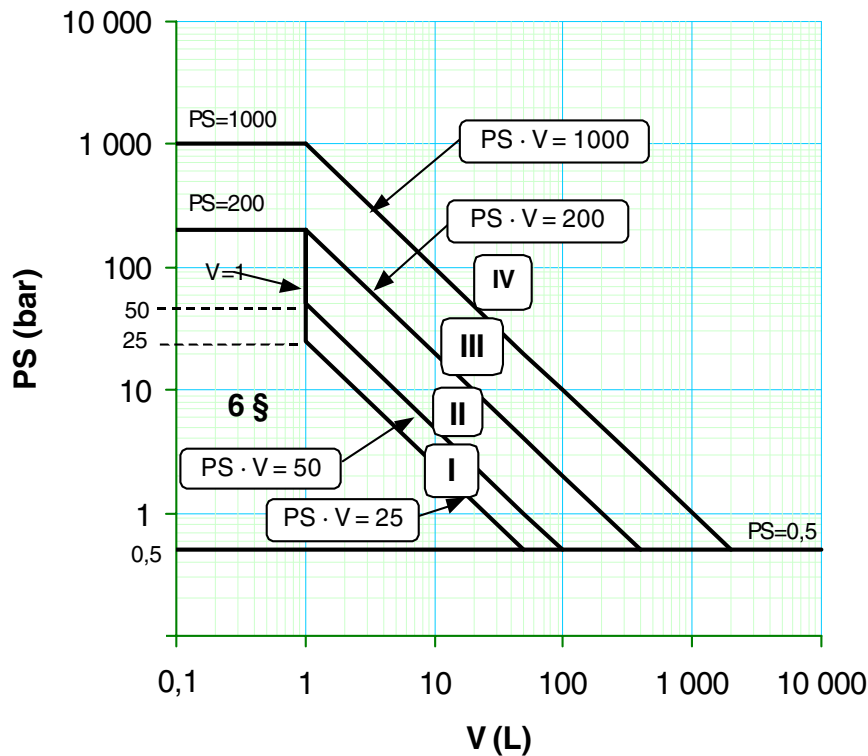 10 000
PS=1000
1 000
PS · V = 1000
PS=200
PS · V = 200
100
V=1
IV
50
III
25
PS (bar)
10
6 §
II
PS · V = 50
I
PS · V = 25
1
PS=0,5
0,5
0,1
1
10
100
1 000
10 000
V (L)